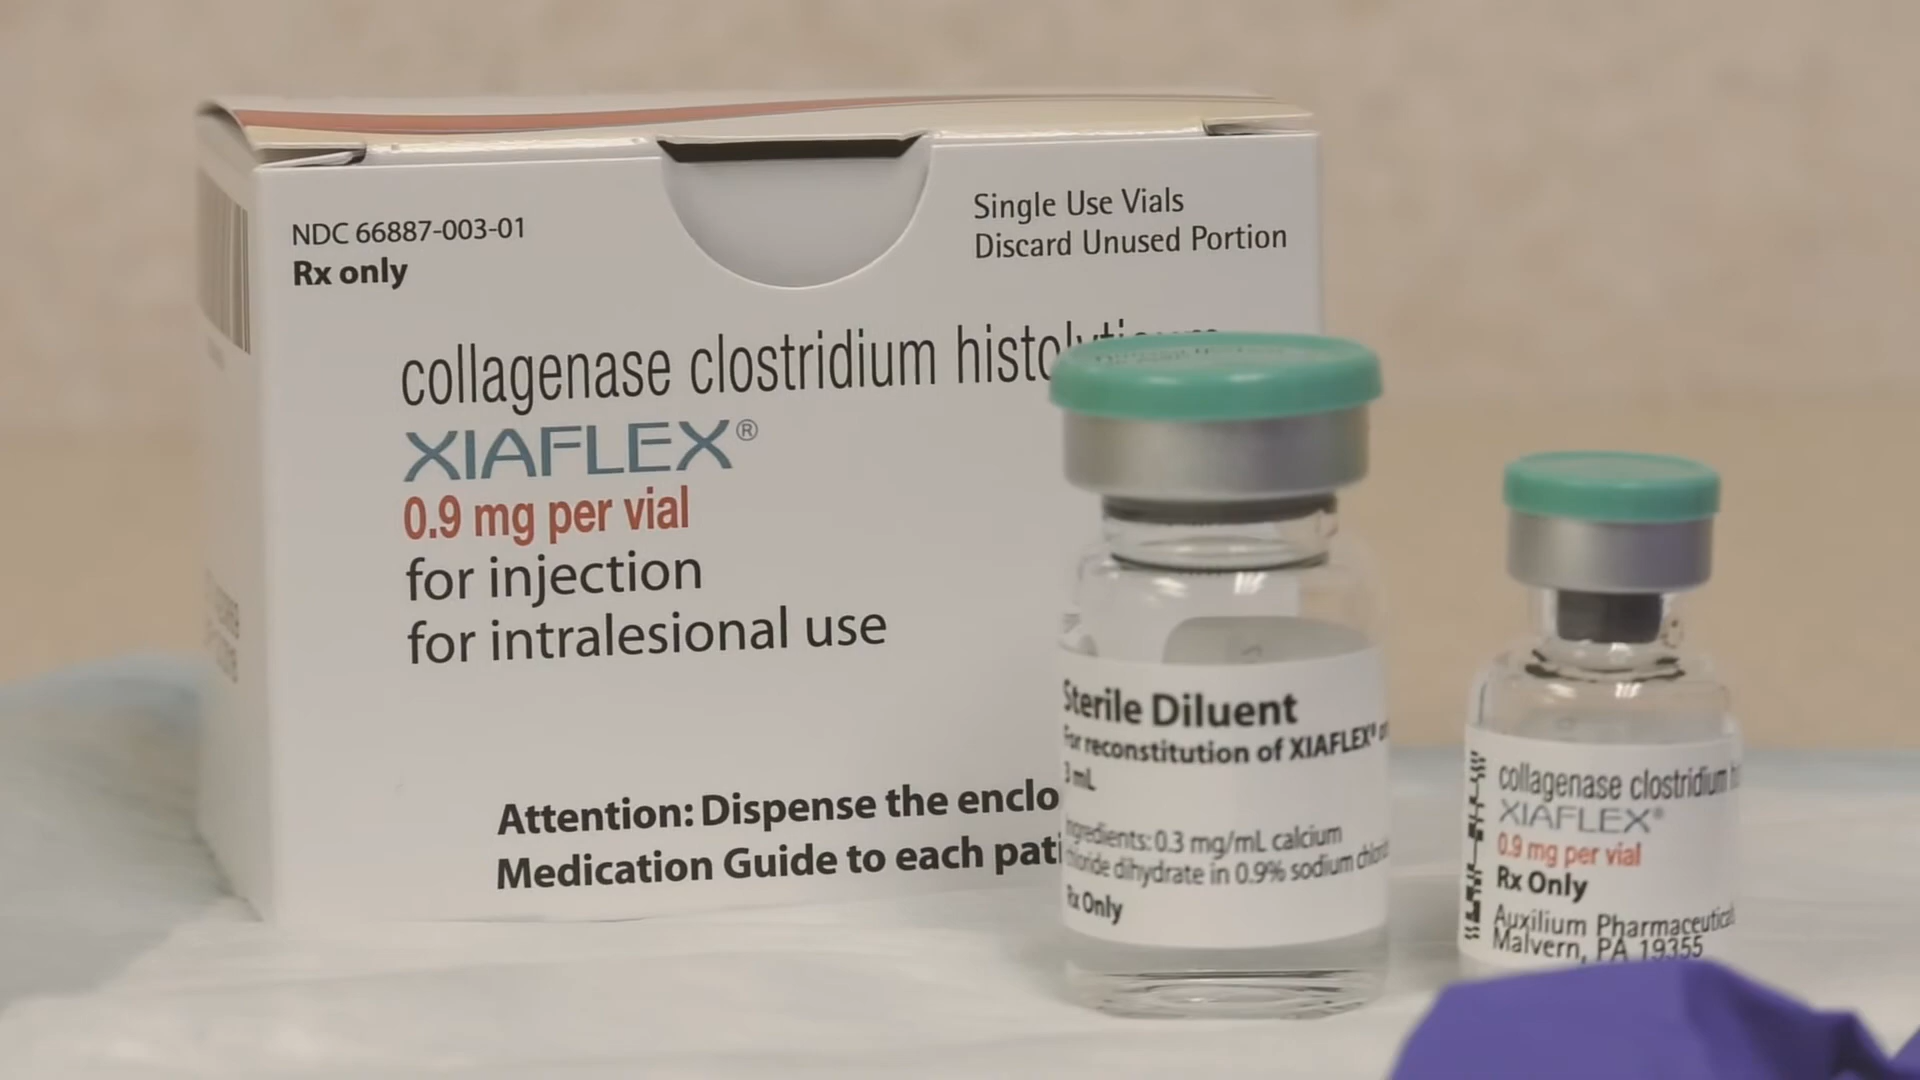 NDC 66887-003-01
Rx only
Single Use Vials
Discard Unused Portion
collagenase clostridium
XIAFLEX®
0.9 mg per vial
for injection
for intralesional use
Attention: Dispense the enclo
Medication Guide to each pati
Sterile Diluent
For reconstitution of XIAFLEX®
3 mL
Ingredients: 0.3 mg/mL calcium
dihydrate in 0.9% sodium
Rx Only
collagenase clostridium
XIAFLEX®
0.9 mg per vial
Rx Only
Auxilium Pharmaceutical
Malvern, PA 19355